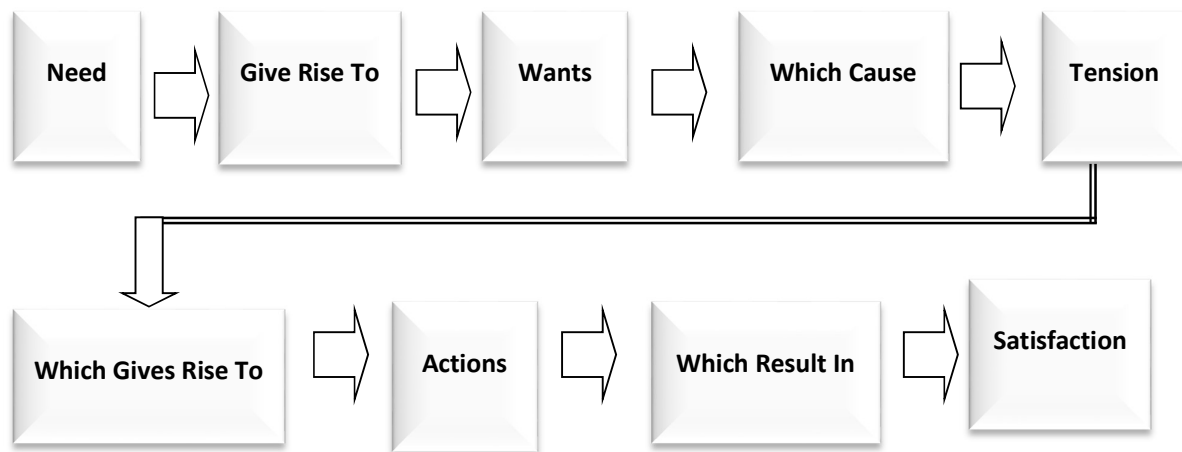 Need
Give Rise To
Wants
Which Cause
Tension
Which Gives Rise To
Actions
Which Result In
Satisfaction